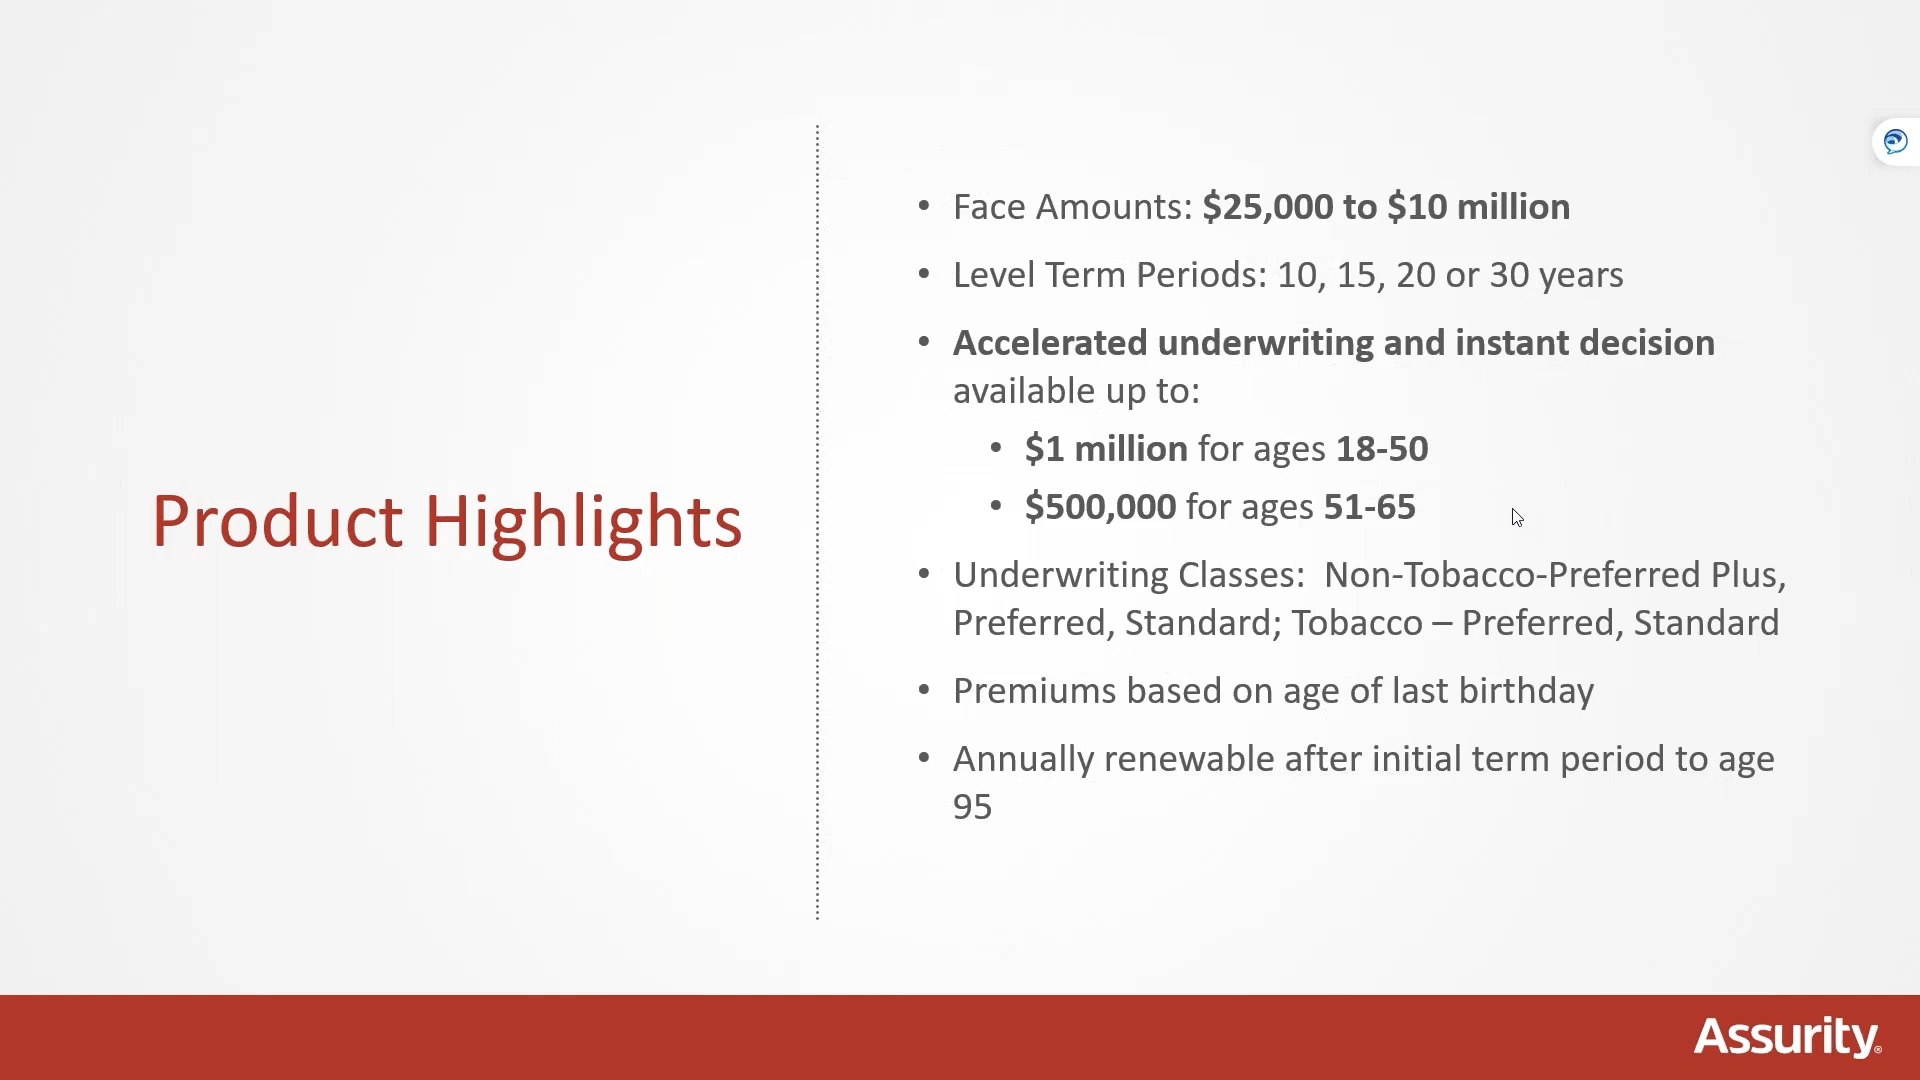 Product Highlights
• Face Amounts: $25,000 to $10 million
• Level Term Periods: 10, 15, 20 or 30 years
• Accelerated underwriting and instant decision
available up to:
• $1 million for ages 18-50
• $500,000 for ages 51-65
• Underwriting Classes:  Non-Tobacco-Preferred Plus,
Preferred, Standard; Tobacco – Preferred, Standard
• Premiums based on age of last birthday
• Annually renewable after initial term period to age
95
Assurity®